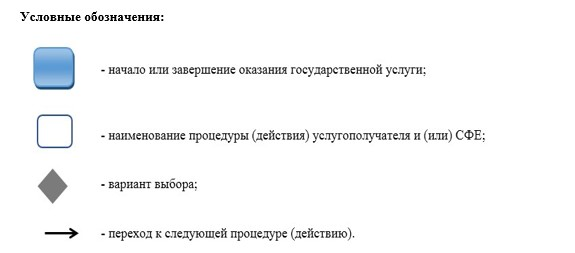 Условные обозначения:
- начало или завершение оказания государственной услуги;
- наименование процедуры (действия) услугополучателя и (или) СФЕ;
- вариант выбора;
- переход к следующей процедуре (действию).